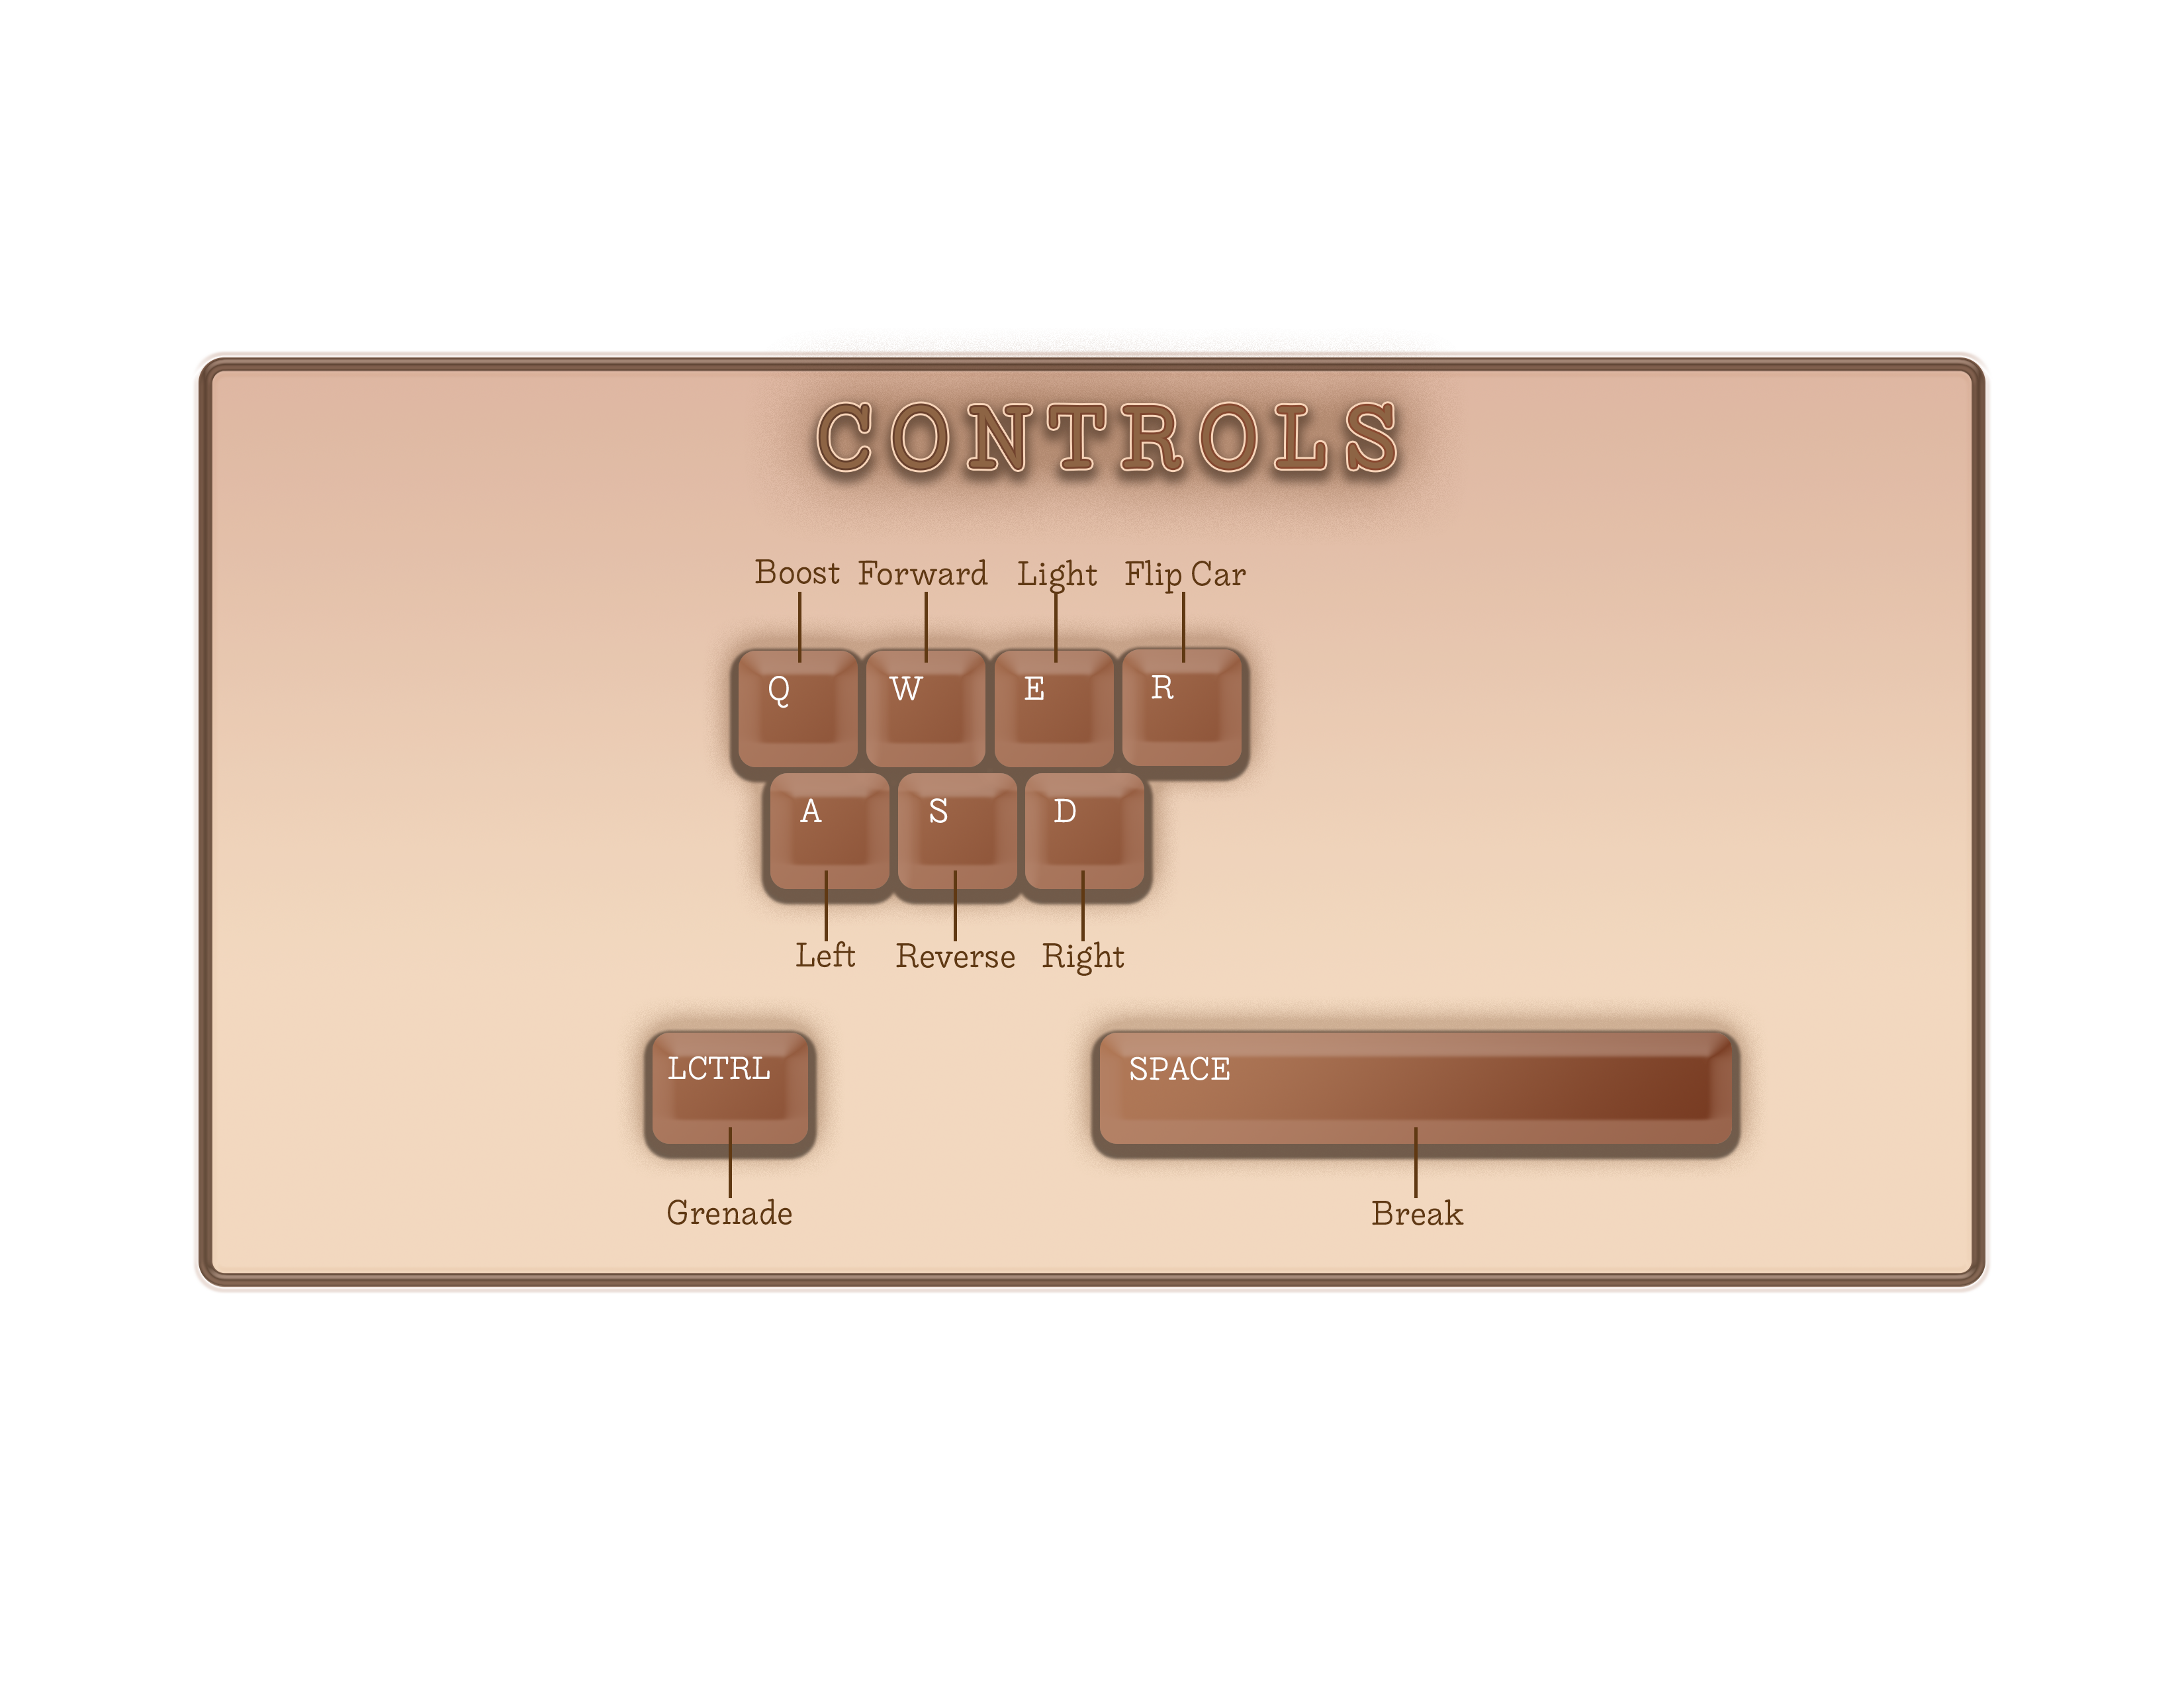 CONTROLS
Boost Forward Light Flip Car
Q W E R
A S D
Left Reverse Right
LCTRL SPACE
Grenade Break